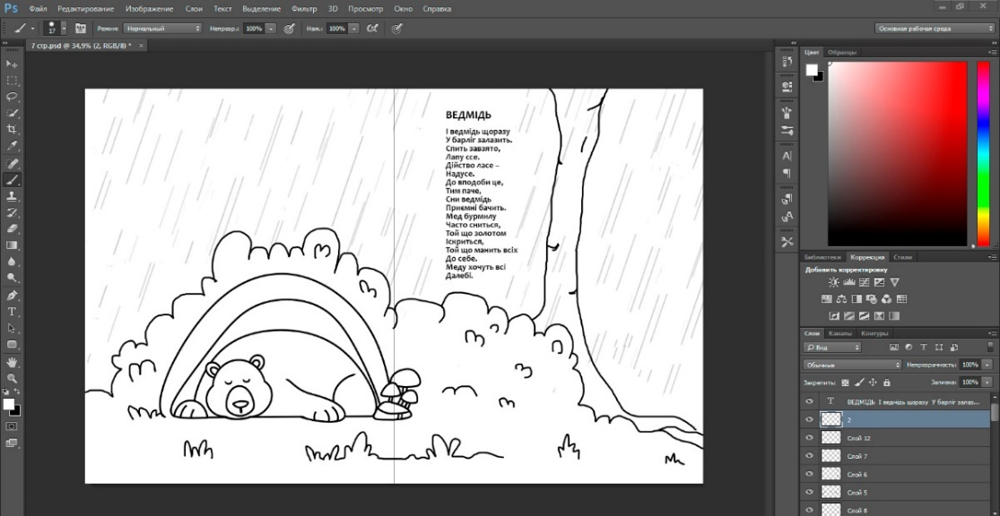 Ps Файл Редактирование Изображение Слои Текст Выделение Фильтр 3D Просмотр Окно Справка
17 Режим: Нормальный Непрозр.: 100% Наж.: 100% Основная рабочая среда
7 стр.psd @ 34,9% (2, RGB/8) * ×
Цвет Образцы
ВЕДМІДЬ
І ведмідь щоразу
У барліг залазить.
Спить завзято,
Лапу ссе.
Дійство ласе –
Надусе.
До вподоби це,
Тим паче,
Сни ведмідь
Приємні бачить.
Мед бурмилу
Часто сниться,
Той що золотом
Іскриться,
Той що манить всіх
До себе.
Меду хочуть всі
Далебі.
Библиотеки Коррекция Стили
Добавить корректировку
Слои Каналы Контуры
Вид
Обычные Непрозрачность: 100%
Закрепить: Заливка: 100%
T ВЕДМІДЬ І ведмідь щоразу У барліг залаз...
2
Слой 12
Слой 7
Слой 6
Слой 5
Слой 8